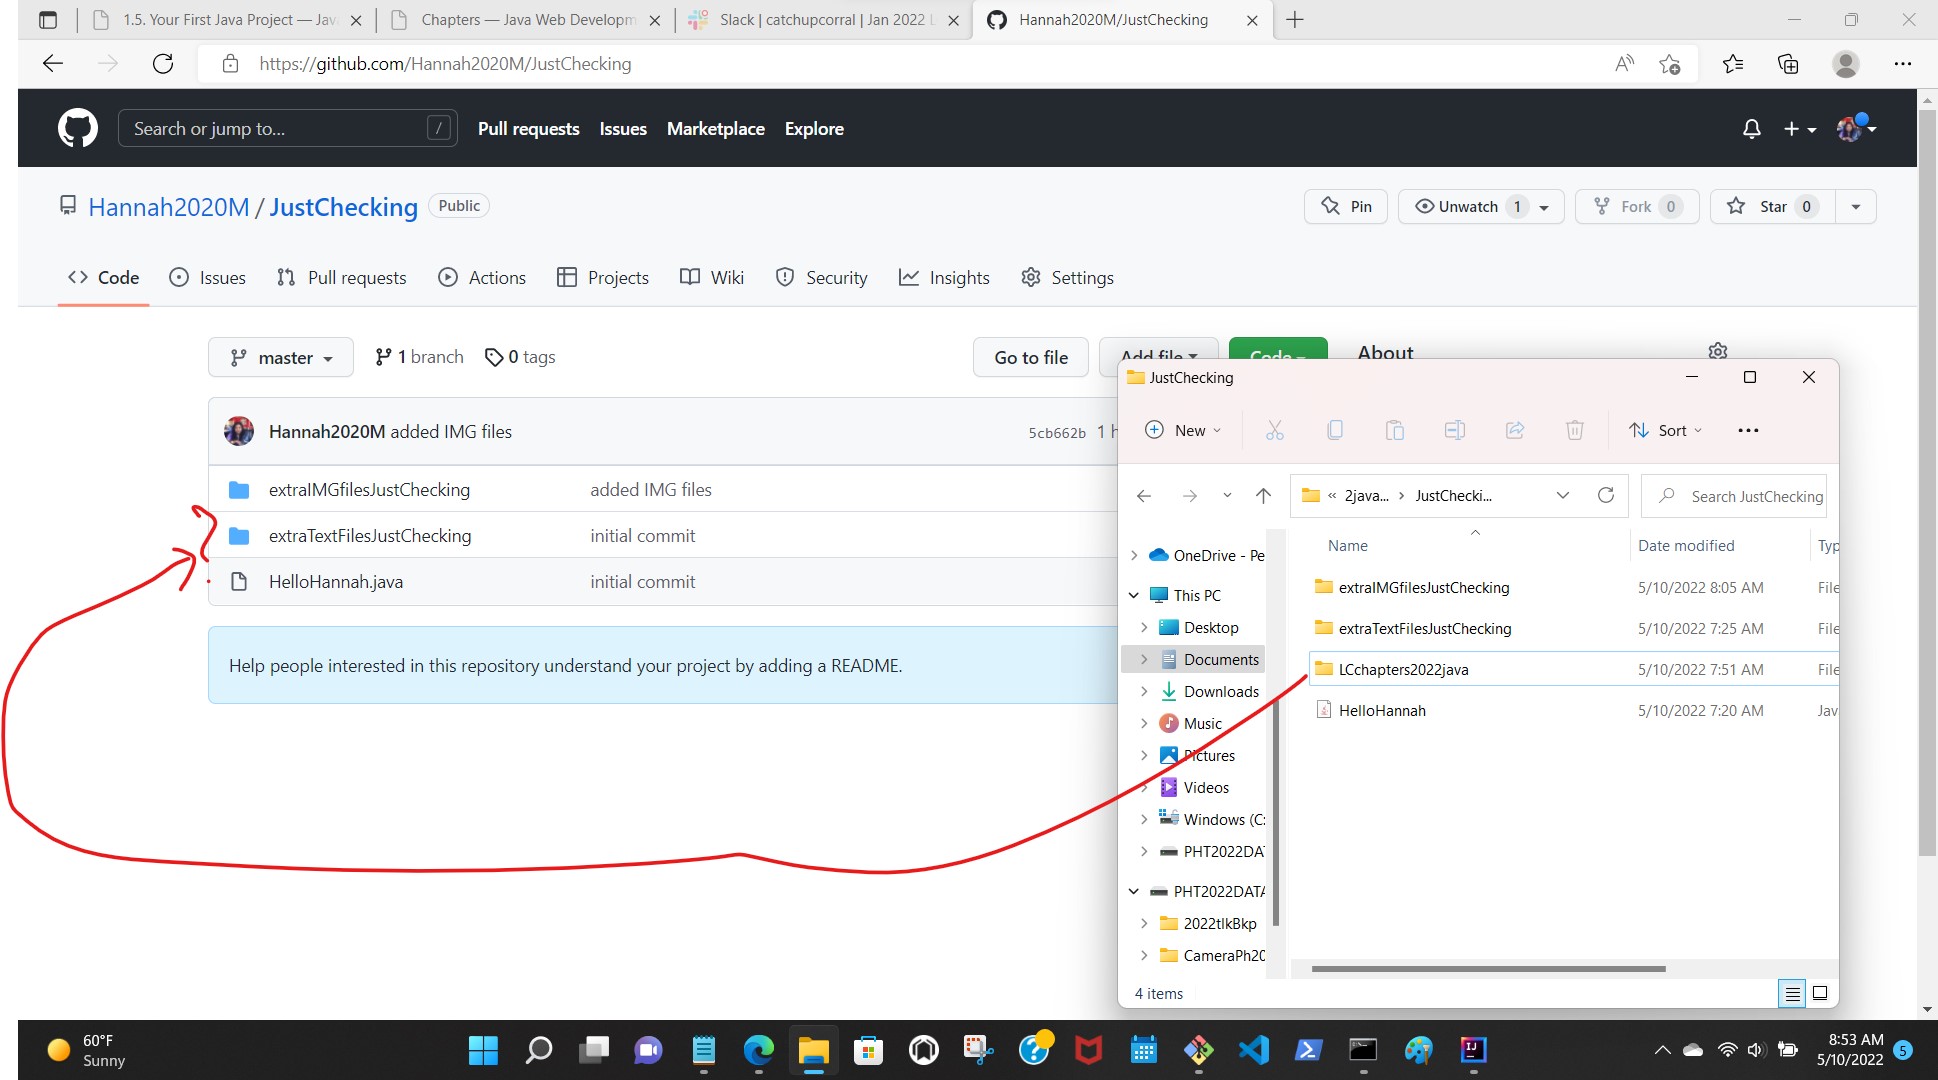 1.5. Your First Java Project — Jav
Chapters — Java Web Developm
Slack | catchupcorral | Jan 2022 L
Hannah2020M/JustChecking
https://github.com/Hannah2020M/JustChecking
Search or jump to...
/
Pull requests
Issues
Marketplace
Explore
Hannah2020M / JustChecking
Public
Pin
Unwatch 1
Fork 0
Star 0
Code
Issues
Pull requests
Actions
Projects
Wiki
Security
Insights
Settings
master
1 branch
0 tags
Go to file
Add file
Code
About
Hannah2020M added IMG files
5cb662b 1 h
extraIMGfilesJustChecking added IMG files
extraTextFilesJustChecking initial commit
HelloHannah.java initial commit
Help people interested in this repository understand your project by adding a README.
JustChecking
New
Sort
« 2java... › JustChecki...
Search JustChecking
Name Date modified Typ
extraIMGfilesJustChecking 5/10/2022 8:05 AM File
extraTextFilesJustChecking 5/10/2022 7:25 AM File
LCchapters2022java 5/10/2022 7:51 AM File
HelloHannah 5/10/2022 7:20 AM Jav
OneDrive - Pe
This PC
Desktop
Documents
Downloads
Music
Pictures
Videos
Windows (C:
PHT2022DAT
PHT2022DATA
2022tlkBkp
CameraPh20
4 items
60°F
Sunny
8:53 AM
5/10/2022
5